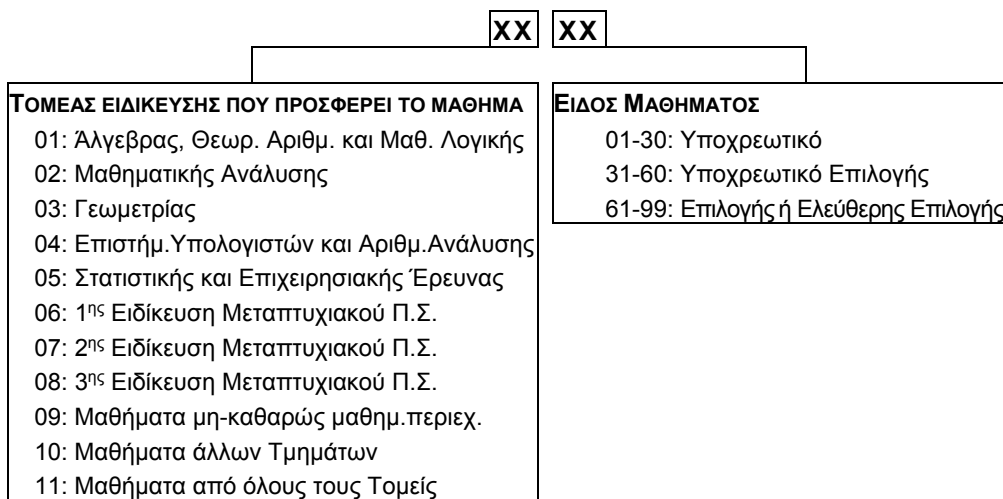 XX XX
ΤΟΜΕΑΣ ΕΙΔΙΚΕΥΣΗΣ ΠΟΥ ΠΡΟΣΦΕΡΕΙ ΤΟ ΜΑΘΗΜΑ
01: Άλγεβρας, Θεωρ. Αριθμ. και Μαθ. Λογικής
02: Μαθηματικής Ανάλυσης
03: Γεωμετρίας
04: Επιστήμ.Υπολογιστών και Αριθμ.Ανάλυσης
05: Στατιστικής και Επιχειρησιακής Έρευνας
06: 1ης Ειδίκευση Μεταπτυχιακού Π.Σ.
07: 2ης Ειδίκευση Μεταπτυχιακού Π.Σ.
08: 3ης Ειδίκευση Μεταπτυχιακού Π.Σ.
09: Μαθήματα μη-καθαρώς μαθημ.περιεχ.
10: Μαθήματα άλλων Τμημάτων
11: Μαθήματα από όλους τους Τομείς
ΕΙΔΟΣ ΜΑΘΗΜΑΤΟΣ
01-30: Υποχρεωτικό
31-60: Υποχρεωτικό Επιλογής
61-99: Επιλογής ή Ελεύθερης Επιλογής